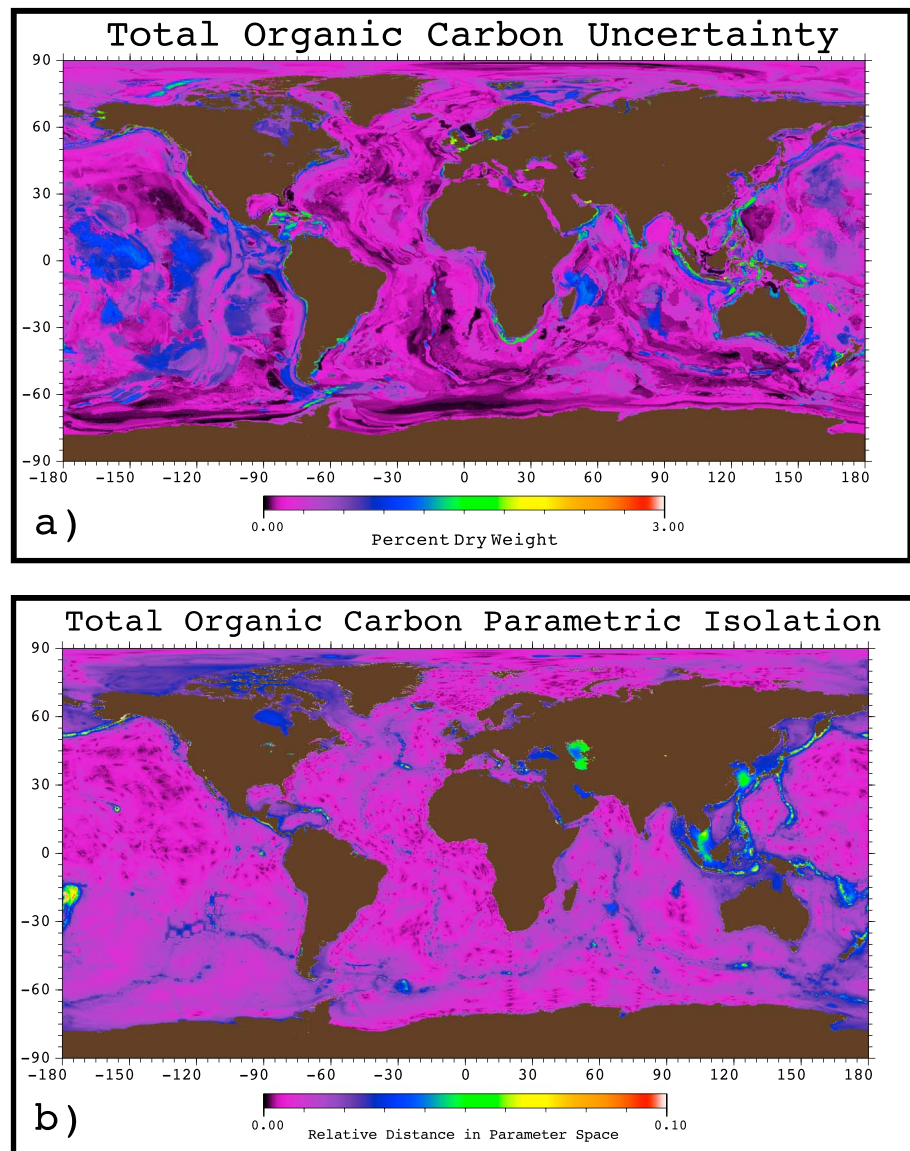 Total Organic Carbon Uncertainty
90
60
30
0
-30
-60
-90
-180 -150 -120 -90 -60 -30 0 30 60 90 120 150 180
a)
0.00 3.00
Percent Dry Weight
Total Organic Carbon Parametric Isolation
90
60
30
0
-30
-60
-90
-180 -150 -120 -90 -60 -30 0 30 60 90 120 150 180
b)
0.00 0.10
Relative Distance in Parameter Space